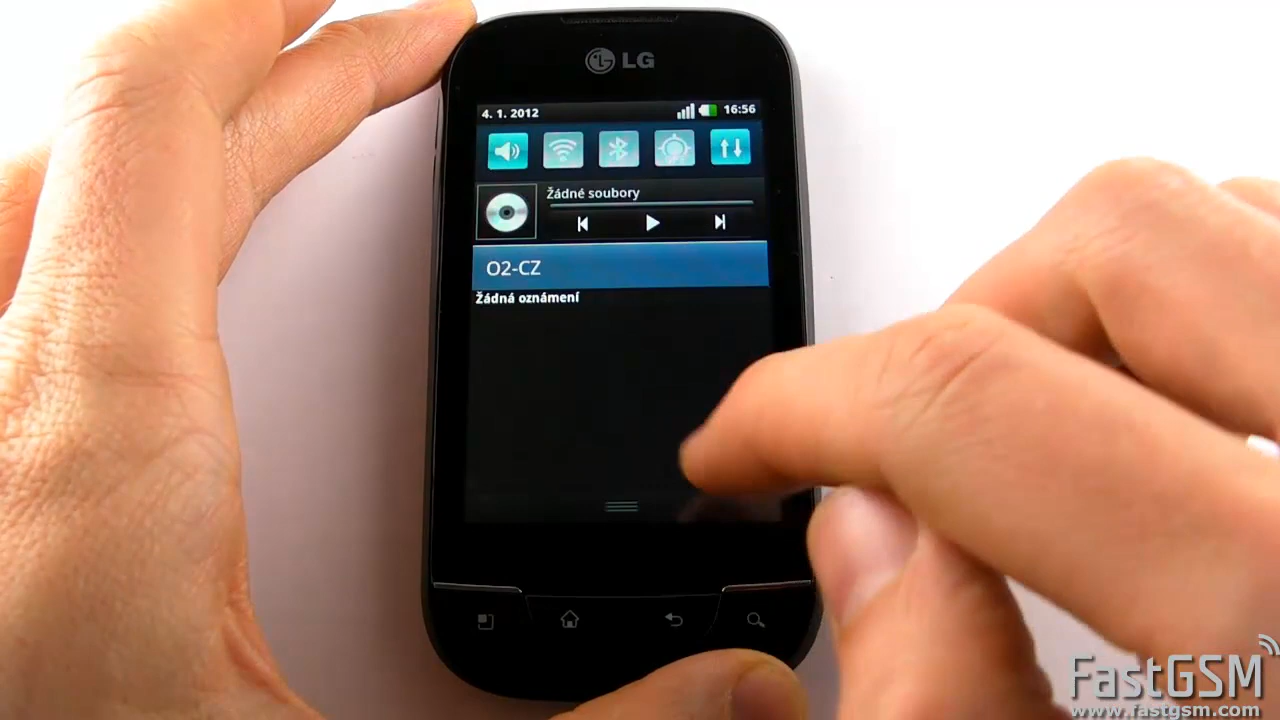 LG
4. 1. 2012 16:56
Žádné soubory
O2-CZ
Žádná oznámení
FastGSM
www.fastgsm.com